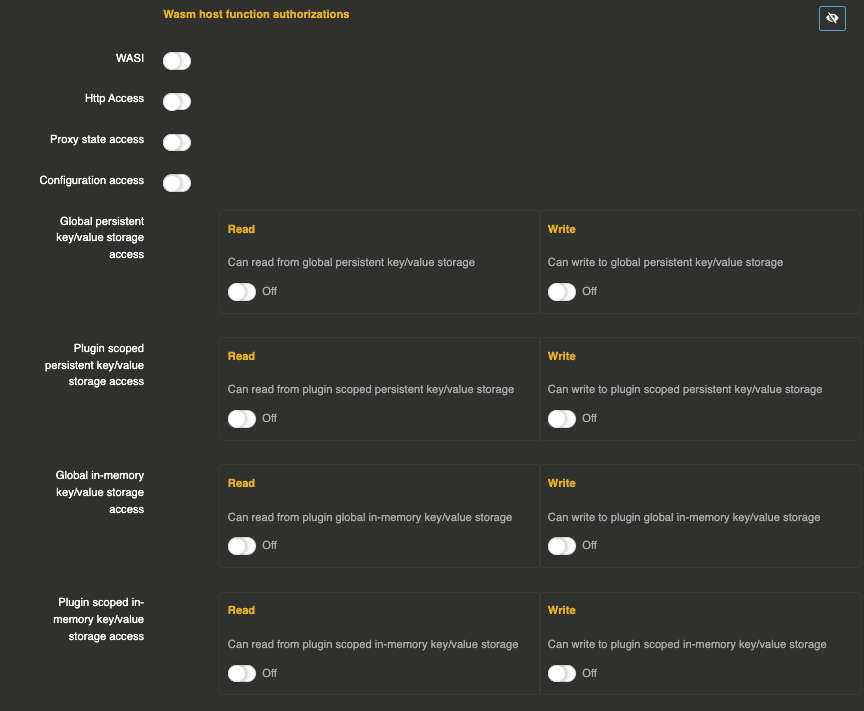 Wasm host function authorizations
WASI
Http Access
Proxy state access
Configuration access
Global persistent
key/value storage
access
Read
Can read from global persistent key/value storage
Off
Write
Can write to global persistent key/value storage
Off
Plugin scoped
persistent key/value
storage access
Read
Can read from plugin scoped persistent key/value storage
Off
Write
Can write to plugin scoped persistent key/value storage
Off
Global in-memory
key/value storage
access
Read
Can read from plugin global in-memory key/value storage
Off
Write
Can write to plugin global in-memory key/value storage
Off
Plugin scoped in-
memory key/value
storage access
Read
Can read from plugin scoped in-memory key/value storage
Off
Write
Can write to plugin scoped in-memory key/value storage
Off